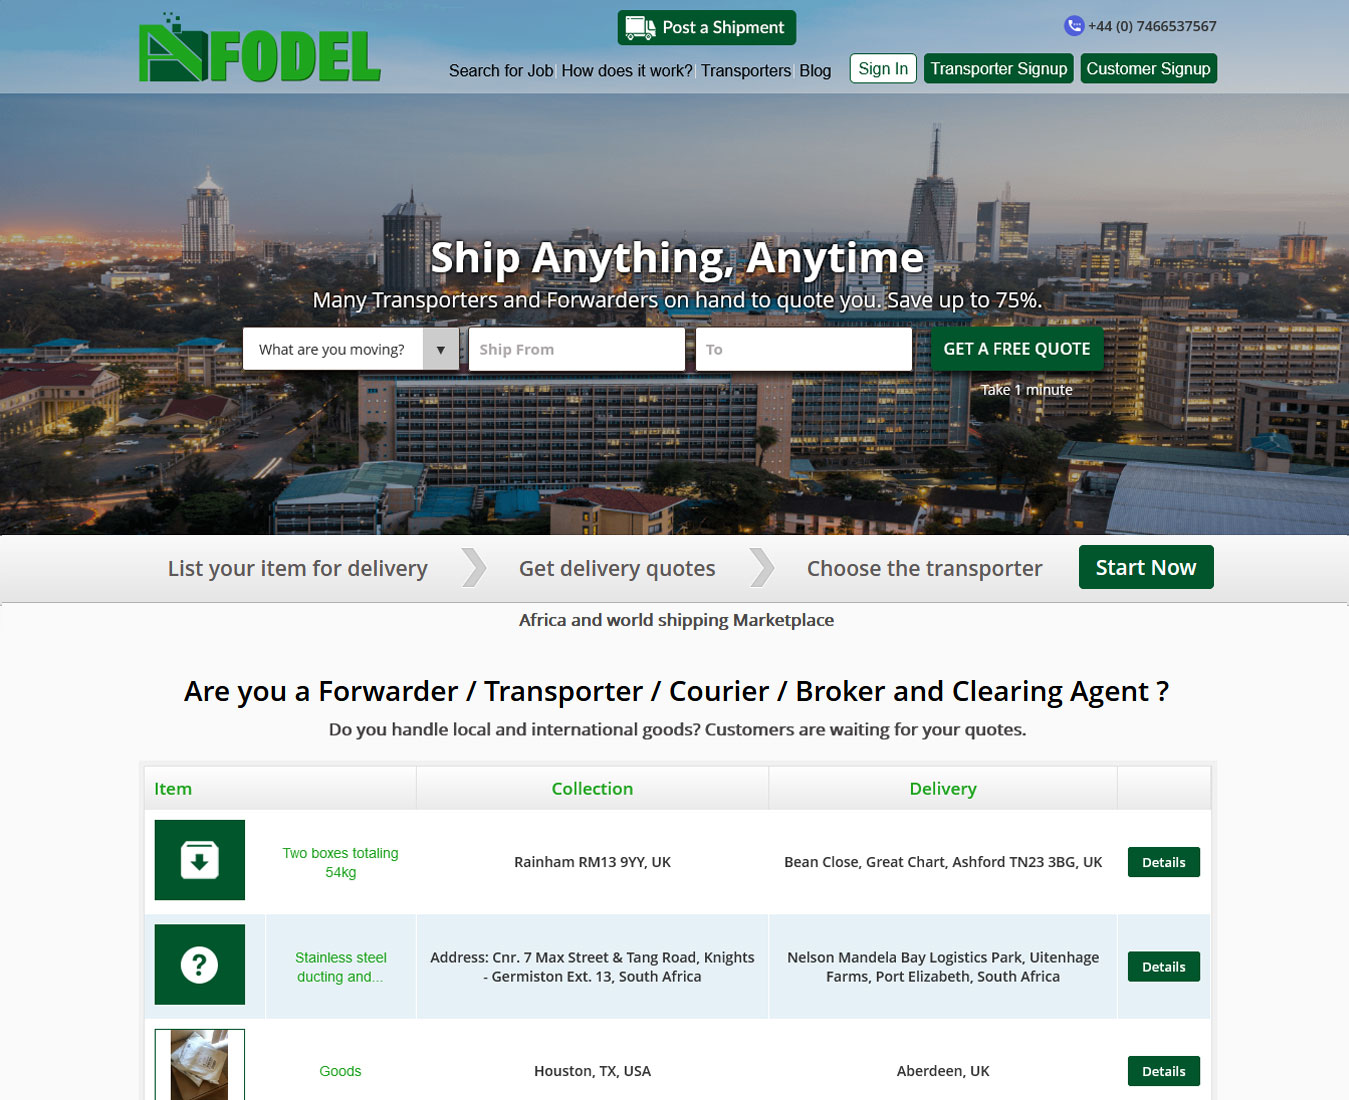 AFODEL
Post a Shipment
+44 (0) 7466537567
Search for Job How does it work? Transporters Blog
Sign In
Transporter Signup
Customer Signup
Ship Anything, Anytime
Many Transporters and Forwarders on hand to quote you. Save up to 75%.
What are you moving?
Ship From
To
GET A FREE QUOTE
Take 1 minute
List your item for delivery
Get delivery quotes
Choose the transporter
Start Now
Africa and world shipping Marketplace
Are you a Forwarder / Transporter / Courier / Broker and Clearing Agent ?
Do you handle local and international goods? Customers are waiting for your quotes.
Item
Collection
Delivery
Two boxes totaling
54kg
Rainham RM13 9YY, UK
Bean Close, Great Chart, Ashford TN23 3BG, UK
Details
Stainless steel
ducting and...
Address: Cnr. 7 Max Street & Tang Road, Knights
- Germiston Ext. 13, South Africa
Nelson Mandela Bay Logistics Park, Uitenhage
Farms, Port Elizabeth, South Africa
Details
Goods
Houston, TX, USA
Aberdeen, UK
Details